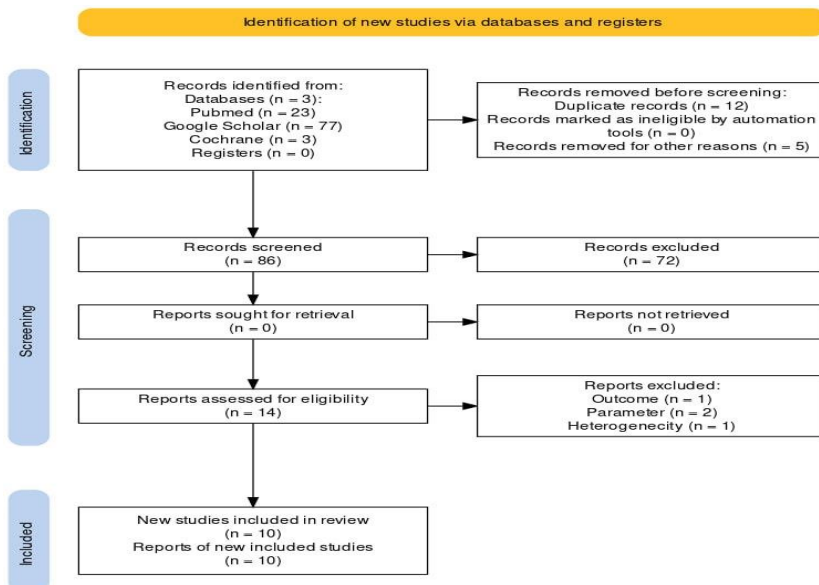 Identification of new studies via databases and registers
Identification
Records identified from:
Databases (n = 3):
Pubmed (n = 23)
Google Scholar (n = 77)
Cochrane (n = 3)
Registers (n = 0)
Records removed before screening:
Duplicate records (n = 12)
Records marked as ineligible by automation
tools (n = 0)
Records removed for other reasons (n = 5)
Screening
Records screened
(n = 86)
Records excluded
(n = 72)
Reports sought for retrieval
(n = 0)
Reports not retrieved
(n = 0)
Reports assessed for eligibility
(n = 14)
Reports excluded:
Outcome (n = 1)
Parameter (n = 2)
Heterogenecity (n = 1)
Included
New studies included in review
(n = 10)
Reports of new included studies
(n = 10)